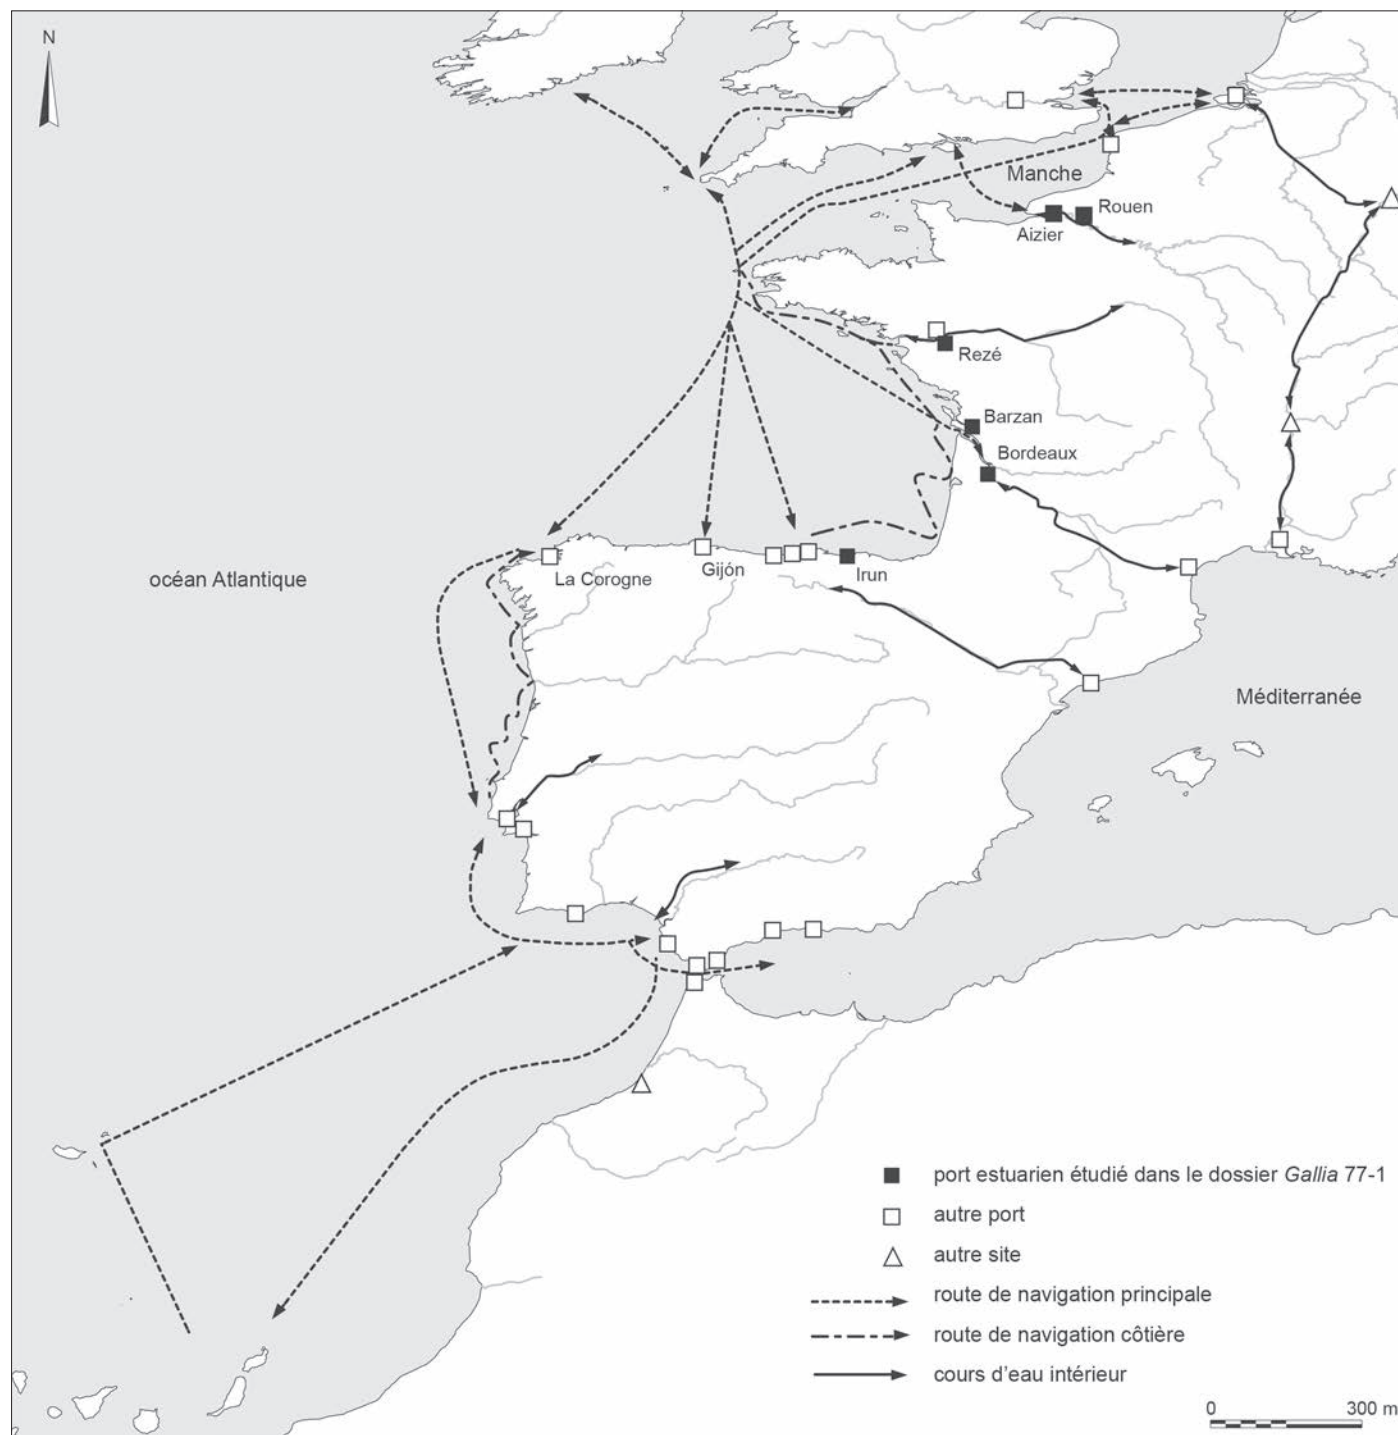 N
Manche
Rouen
Aizier
Rezé
Barzan
Bordeaux
océan Atlantique
La Corogne
Gijón
Irun
Méditerranée
port estuarien étudié dans le dossier Gallia 77-1
autre port
autre site
route de navigation principale
route de navigation côtière
cours d'eau intérieur
0 300 m